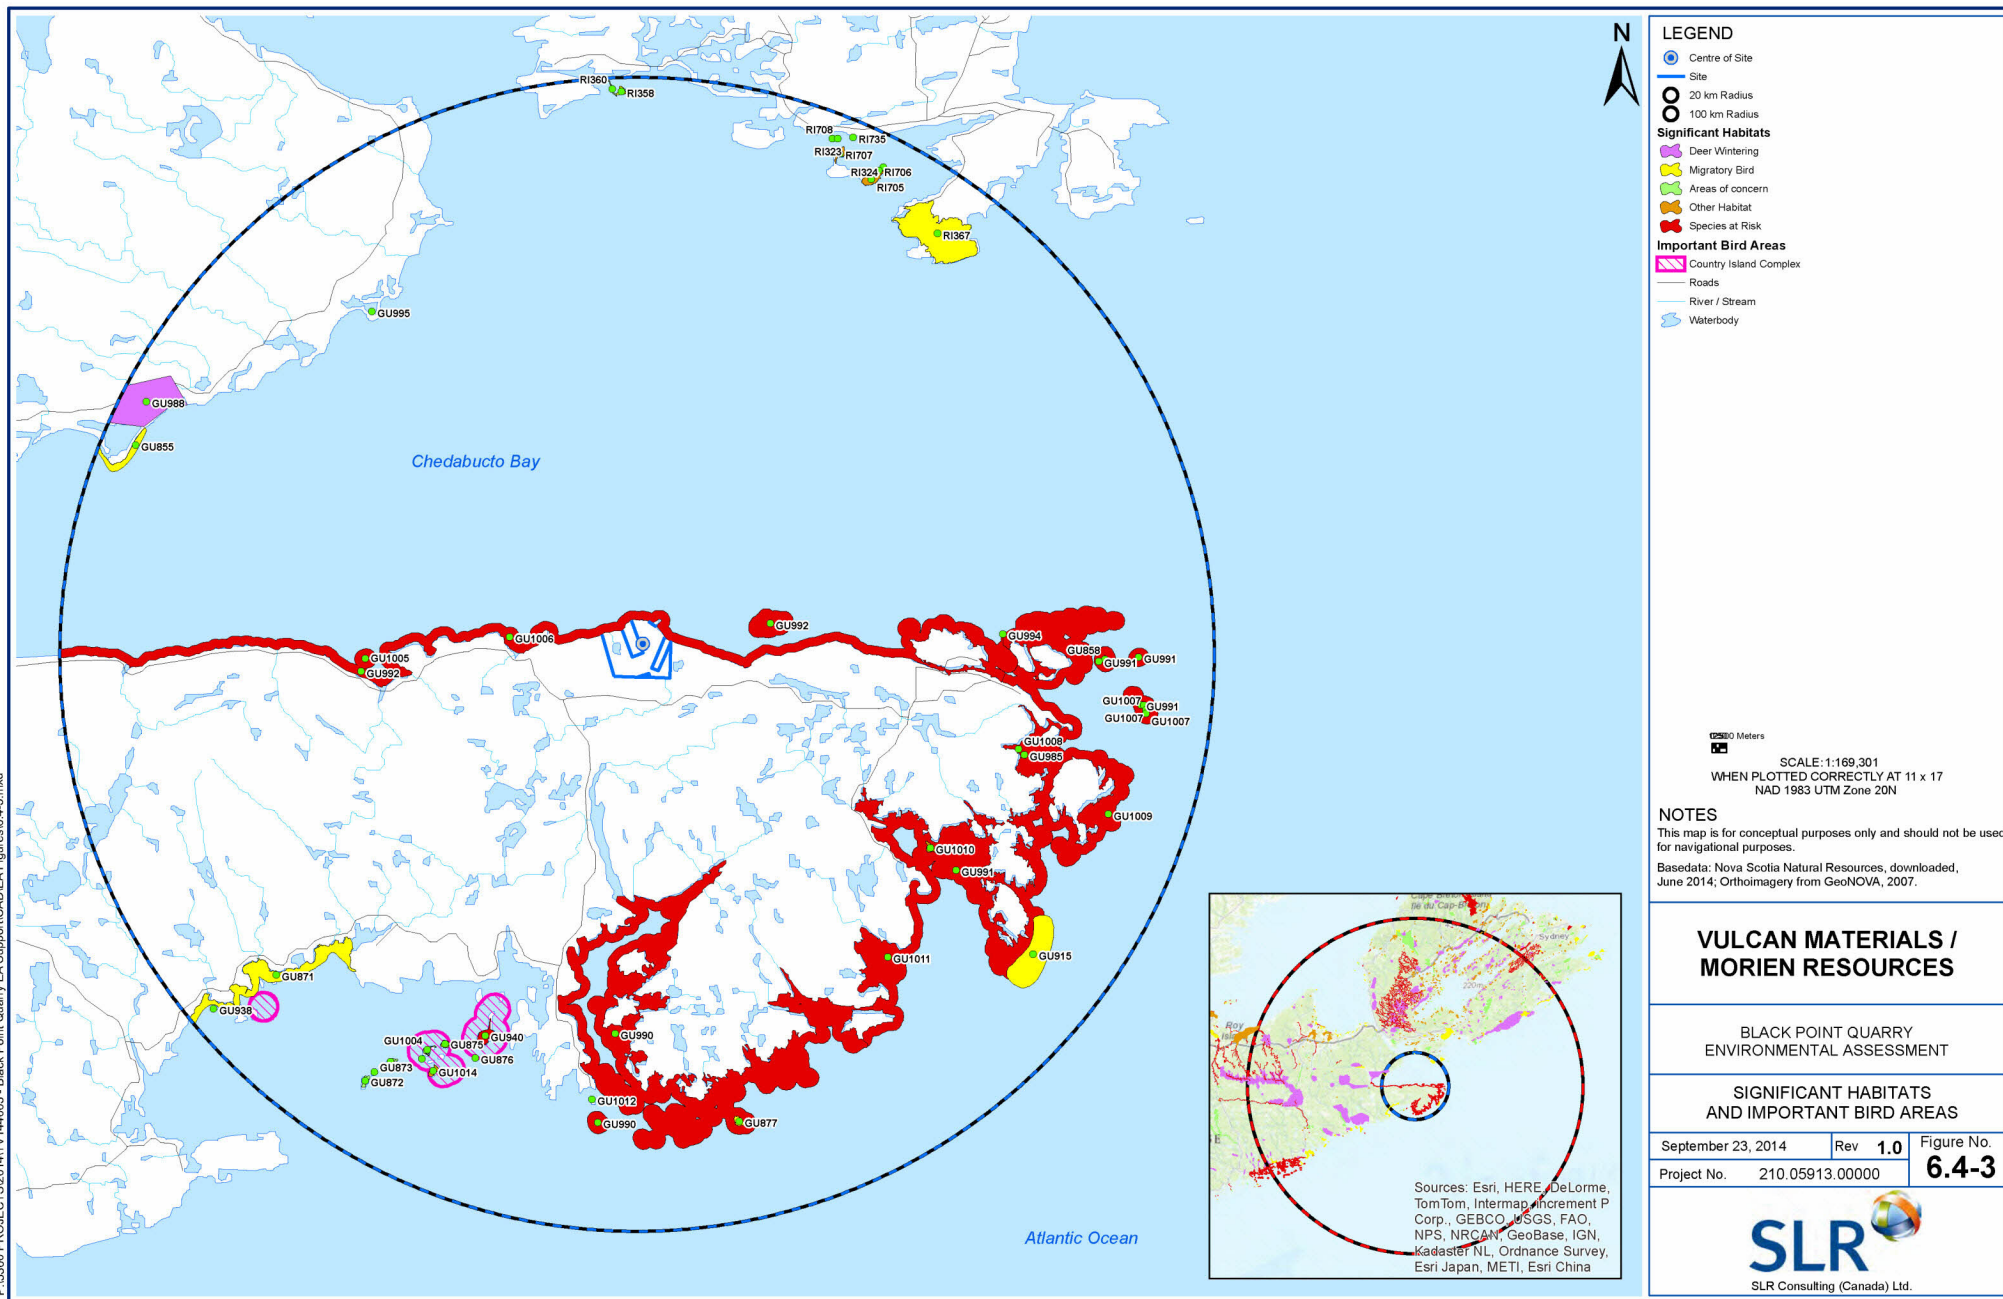 N
RI360
RI358
RI708
RI735
RI323
RI707
RI324
RI706
RI705
RI367
GU995
GU988
GU855
Chedabucto Bay
GU1006
GU992
GU994
GU1005
GU992
GU858
GU991
GU991
GU1007
GU991
GU1007
GU1007
GU1008
GU985
GU1009
GU1010
GU991
GU915
GU1011
GU871
GU938
GU990
GU940
GU1004
GU875
GU876
GU873
GU1014
GU872
GU1012
GU990
GU877
Atlantic Ocean
Sydney
Sources: Esri, HERE, DeLorme,
TomTom, Intermap, increment P
Corp., GEBCO, USGS, FAO,
NPS, NRCAN, GeoBase, IGN,
Kadaster NL, Ordnance Survey,
Esri Japan, METI, Esri China
LEGEND
Centre of Site
Site
20 km Radius
100 km Radius
Significant Habitats
Deer Wintering
Migratory Bird
Areas of concern
Other Habitat
Species at Risk
Important Bird Areas
Country Island Complex
Roads
River / Stream
Waterbody
Meters
SCALE: 1:169,301
WHEN PLOTTED CORRECTLY AT 11 x 17
NAD 1983 UTM Zone 20N
NOTES
This map is for conceptual purposes only and should not be used
for navigational purposes.
Basedata: Nova Scotia Natural Resources, downloaded,
June 2014; Orthoimagery from GeoNOVA, 2007.
VULCAN MATERIALS /
MORIEN RESOURCES
BLACK POINT QUARRY
ENVIRONMENTAL ASSESSMENT
SIGNIFICANT HABITATS
AND IMPORTANT BIRD AREAS
September 23, 2014
Rev 1.0
Figure No.
6.4-3
Project No. 210.05913.00000
SLR
SLR Consulting (Canada) Ltd.